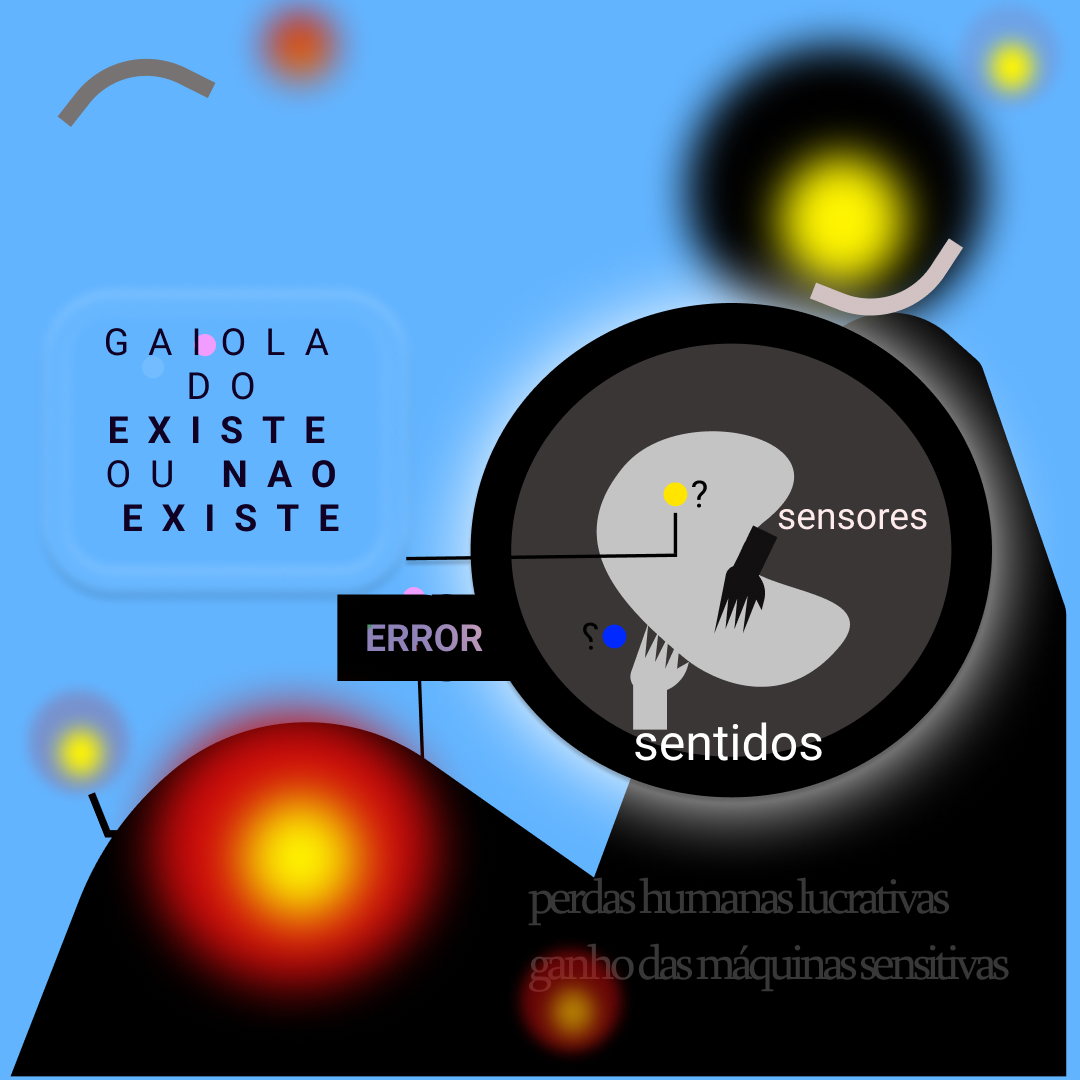 GAIOLA
DO
EXISTE
OU NAO
EXISTE
?
sensores
ERROR
?
sentidos
perdas humanas lucrativas
ganho das máquinas sensitivas